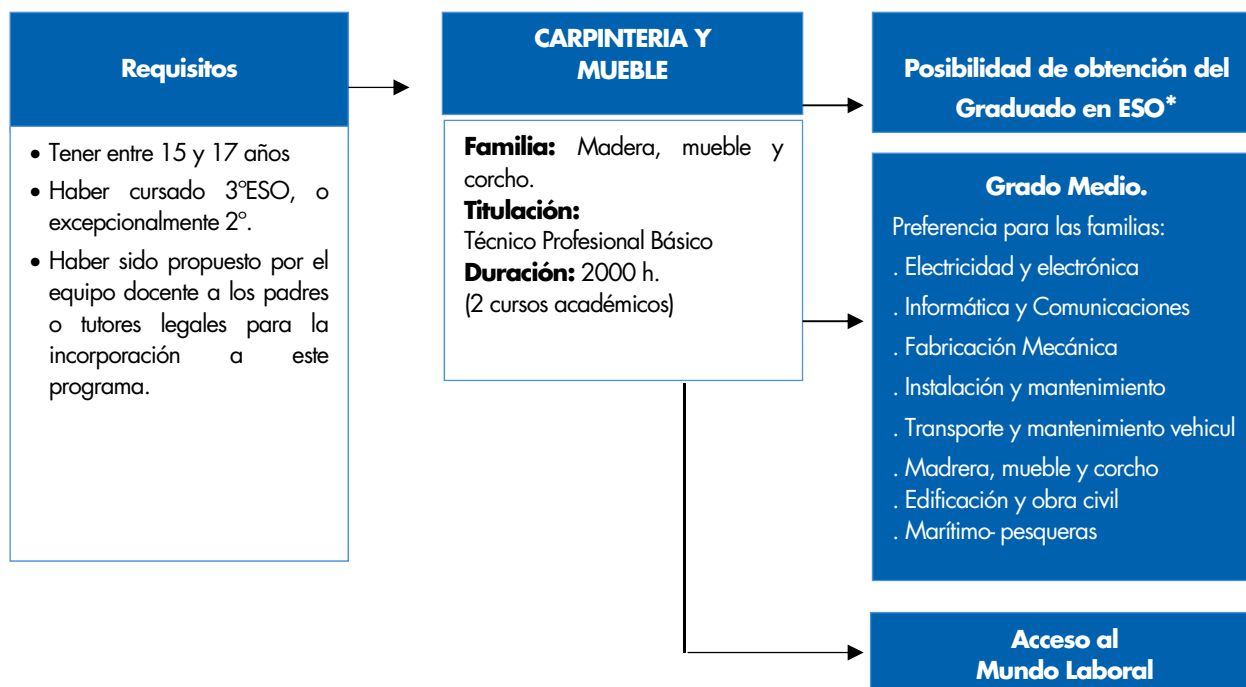 Requisitos
• Tener entre 15 y 17 años
• Haber cursado 3ºESO, o
excepcionalmente 2º.
• Haber sido propuesto por el
equipo docente a los padres
o tutores legales para la
incorporación a este
programa.
CARPINTERIA Y
MUEBLE
Familia: Madera, mueble y
corcho.
Titulación:
Técnico Profesional Básico
Duración: 2000 h.
(2 cursos académicos)
Posibilidad de obtención del
Graduado en ESO*
Grado Medio.
Preferencia para las familias:
. Electricidad y electrónica
. Informática y Comunicaciones
. Fabricación Mecánica
. Instalación y mantenimiento
. Transporte y mantenimiento vehicul
. Madrera, mueble y corcho
. Edificación y obra civil
. Marítimo- pesqueras
Acceso al
Mundo Laboral